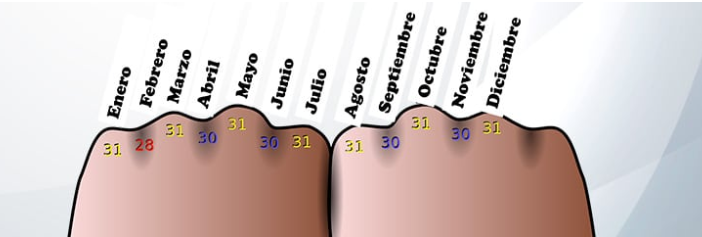 Enero
Febrero
Marzo
Abril
Mayo
Junio
Julio
Agosto
Septiembre
Octubre
Noviembre
Diciembre
31
28
31
30
31
30
31
31
30
31
30
31